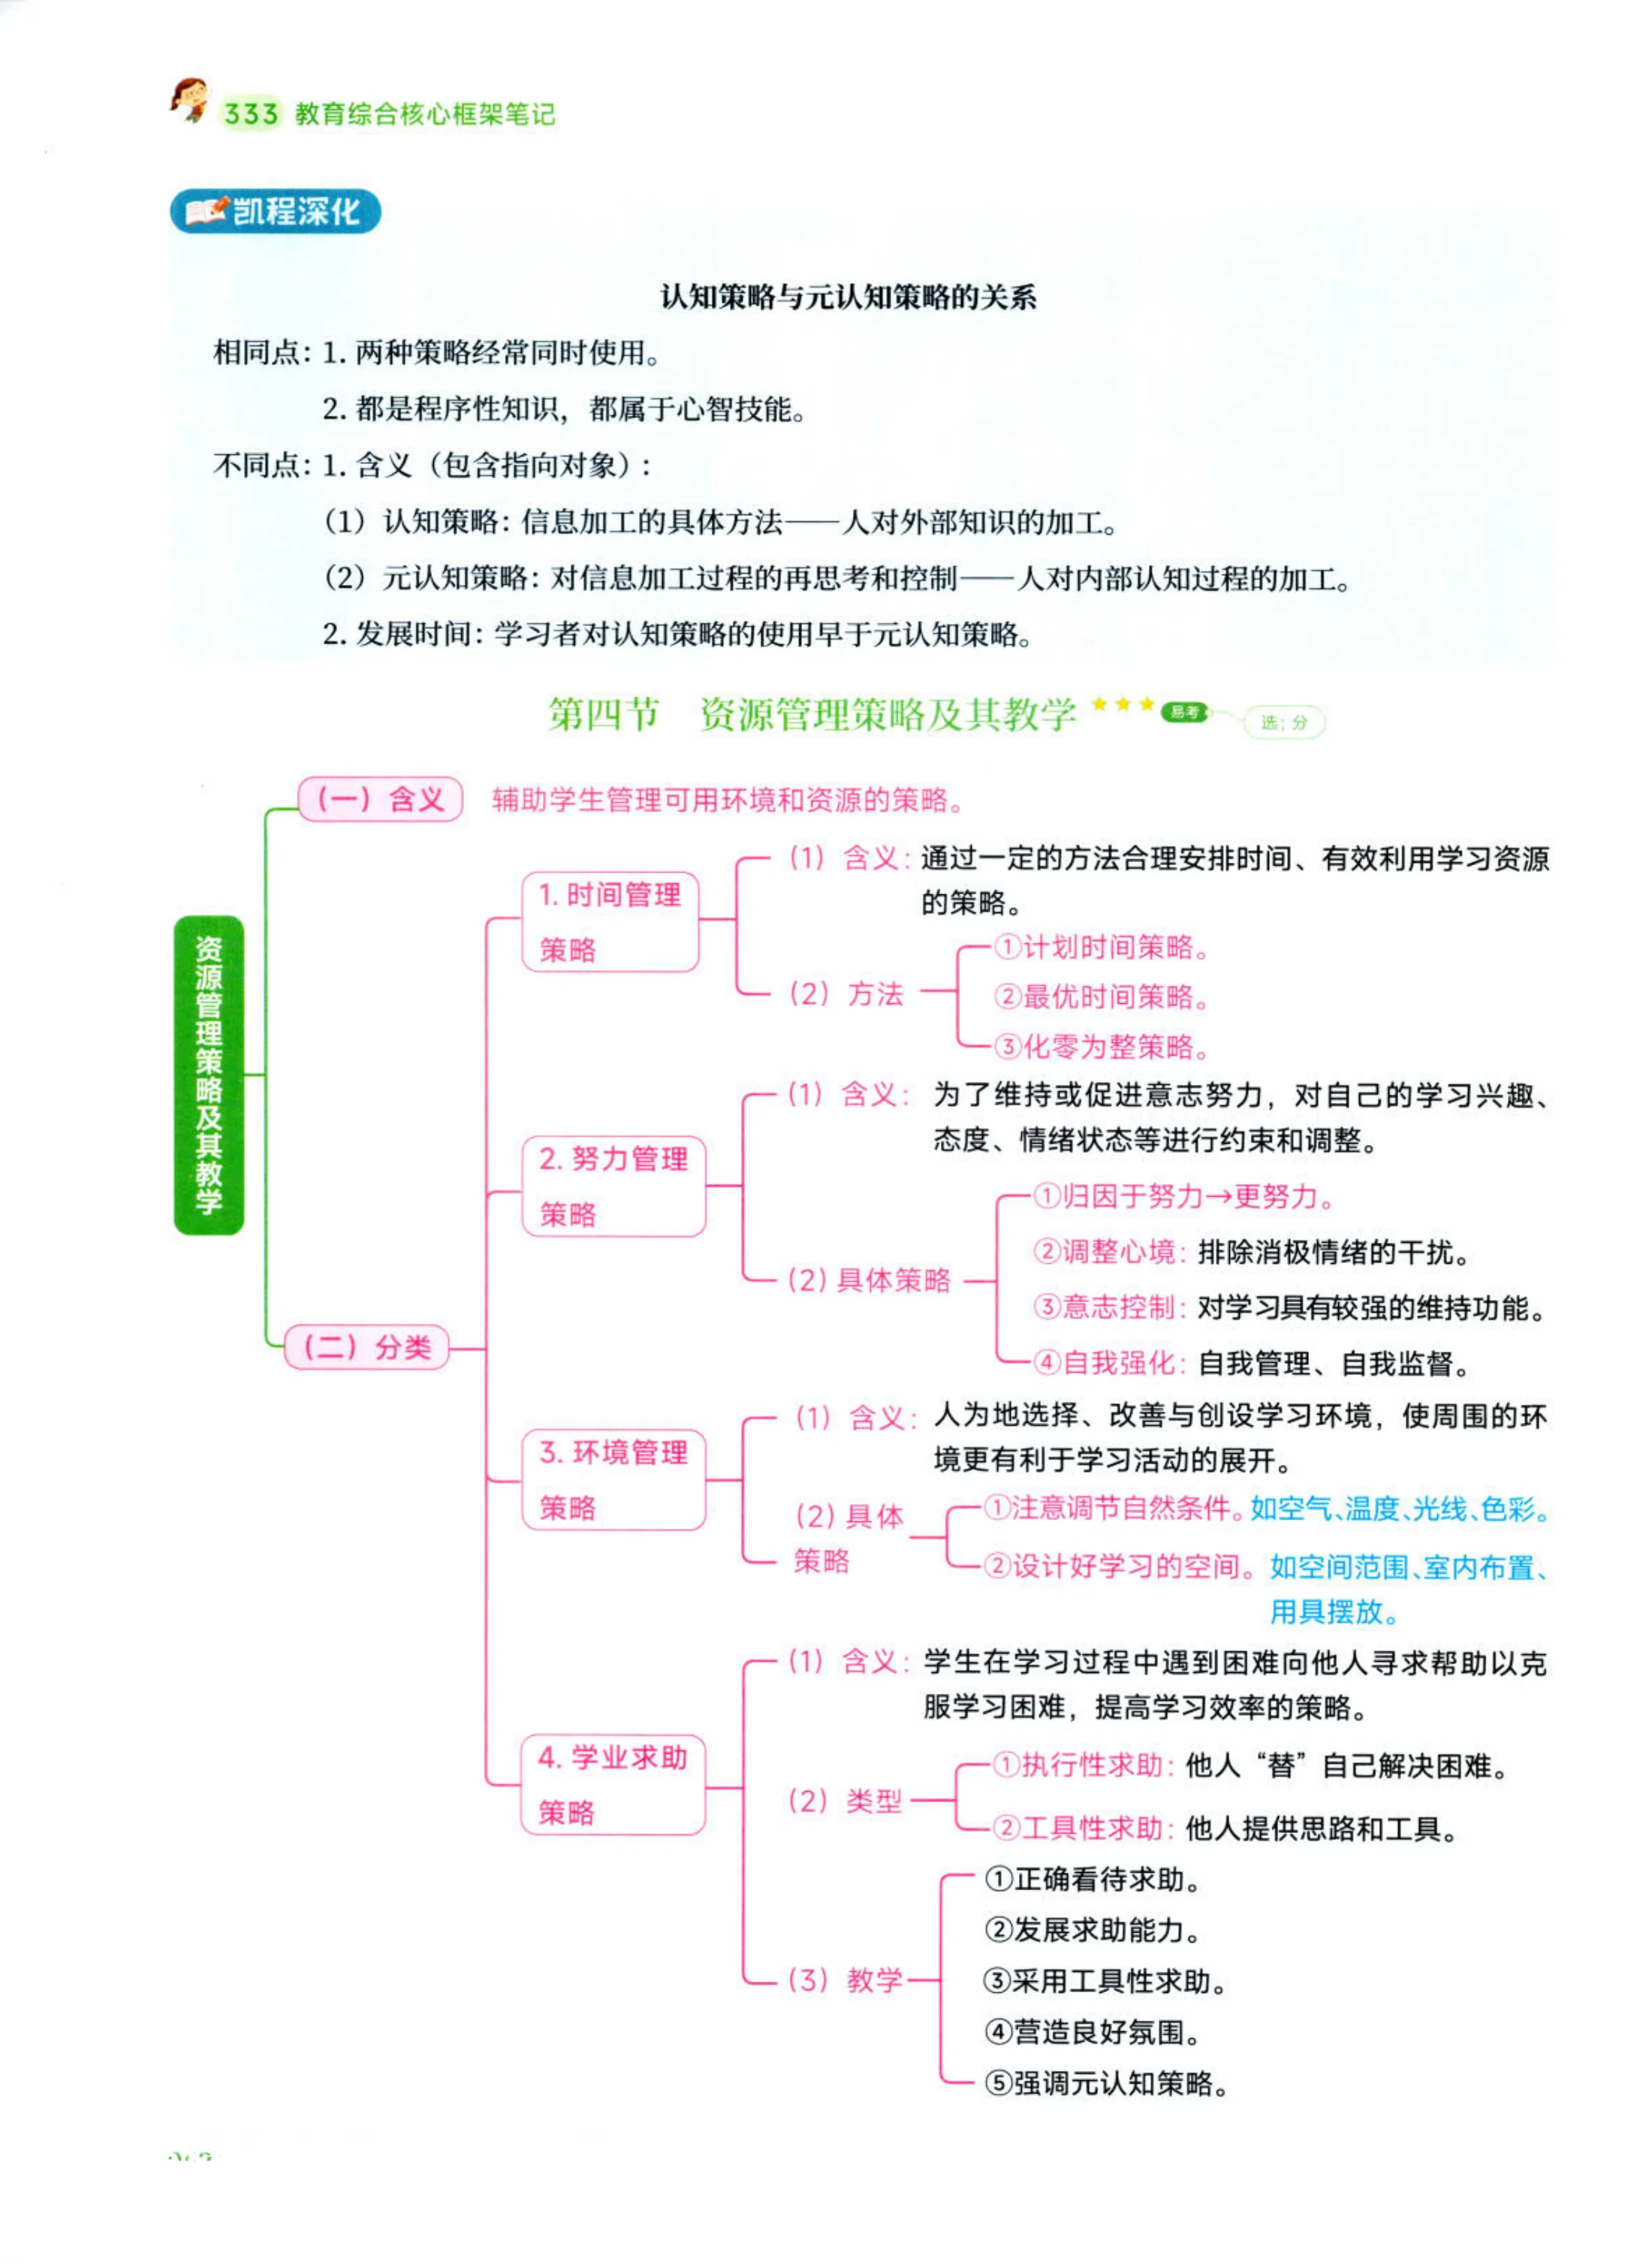 333 教育综合核心框架笔记
凯程深化
认知策略与元认知策略的关系
相同点：1. 两种策略经常同时使用。
2. 都是程序性知识，都属于心智技能。
不同点：1. 含义（包含指向对象）：
（1）认知策略：信息加工的具体方法——人对外部知识的加工。
（2）元认知策略：对信息加工过程的再思考和控制——人对内部认知过程的加工。
2. 发展时间：学习者对认知策略的使用早于元认知策略。
第四节 资源管理策略及其教学 易考 选；分
资源管理策略及其教学
（一）含义 辅助学生管理可用环境和资源的策略。
（二）分类
1. 时间管理
策略
（1）含义：通过一定的方法合理安排时间、有效利用学习资源
的策略。
（2）方法
①计划时间策略。
②最优时间策略。
③化零为整策略。
2. 努力管理
策略
（1）含义：为了维持或促进意志努力，对自己的学习兴趣、
态度、情绪状态等进行约束和调整。
（2）具体策略
①归因于努力→更努力。
②调整心境：排除消极情绪的干扰。
③意志控制：对学习具有较强的维持功能。
④自我强化：自我管理、自我监督。
3. 环境管理
策略
（1）含义：人为地选择、改善与创设学习环境，使周围的环
境更有利于学习活动的展开。
（2）具体
策略
①注意调节自然条件。如空气、温度、光线、色彩。
②设计好学习的空间。如空间范围、室内布置、
用具摆放。
4. 学业求助
策略
（1）含义：学生在学习过程中遇到困难向他人寻求帮助以克
服学习困难，提高学习效率的策略。
（2）类型
①执行性求助：他人“替”自己解决困难。
②工具性求助：他人提供思路和工具。
（3）教学
①正确看待求助。
②发展求助能力。
③采用工具性求助。
④营造良好氛围。
⑤强调元认知策略。